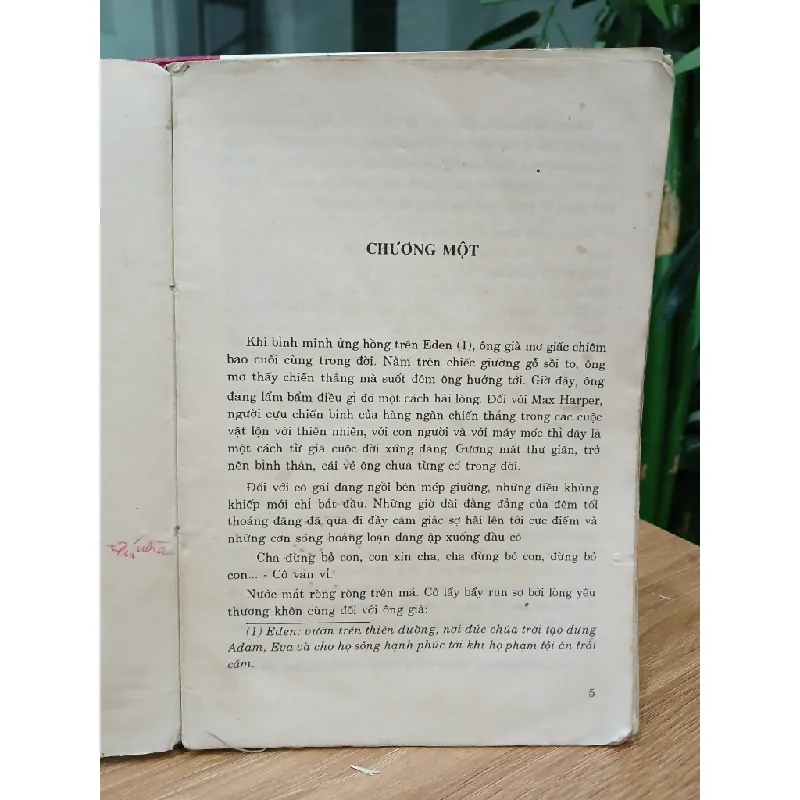 CHƯƠNG MỘT
Khi bình minh ửng hồng trên Eden (1), ông già mơ giấc chiêm
bao cuối cùng trong đời. Nằm trên chiếc giường gỗ sồi to, ông
mơ thấy chiến thắng mà suốt đêm ông hướng tới. Giờ đây, ông
đang lẩm bẩm điều gì đó một cách hài lòng. Đối với Max Harper,
người cựu chiến binh của hàng ngàn chiến thắng trong các cuộc
vật lộn với thiên nhiên, với con người và với máy móc thì đây là
một cách từ giã cuộc đời xứng đáng. Gương mặt thư giãn, trở
nên bình thản, cái vẻ ông chưa từng có trong đời.
Đối với cô gái đang ngồi bên mép giường, những điều khủng
khiếp mới chỉ bắt đầu. Những giờ dài đằng đẵng của đêm tối
thoáng đãng đã qua đi đầy cảm giác sợ hãi lên tới cực điểm và
những cơn sóng hoảng loạn đang ập xuống đầu cô
Cha đừng bỏ con, con xin cha, cha đừng bỏ con, đừng bỏ
con... - Cô van vỉ.
Nước mắt ròng ròng trên má. Cô lẩy bẩy run sợ bởi lòng yêu
thương khôn cùng đối với ông già:
(1) Eden: vườn trên thiên đường, nơi đức chúa trời tạo dựng
Adam, Eva và cho họ sống hạnh phúc tới khi họ phạm tội ăn trái
cấm.
5